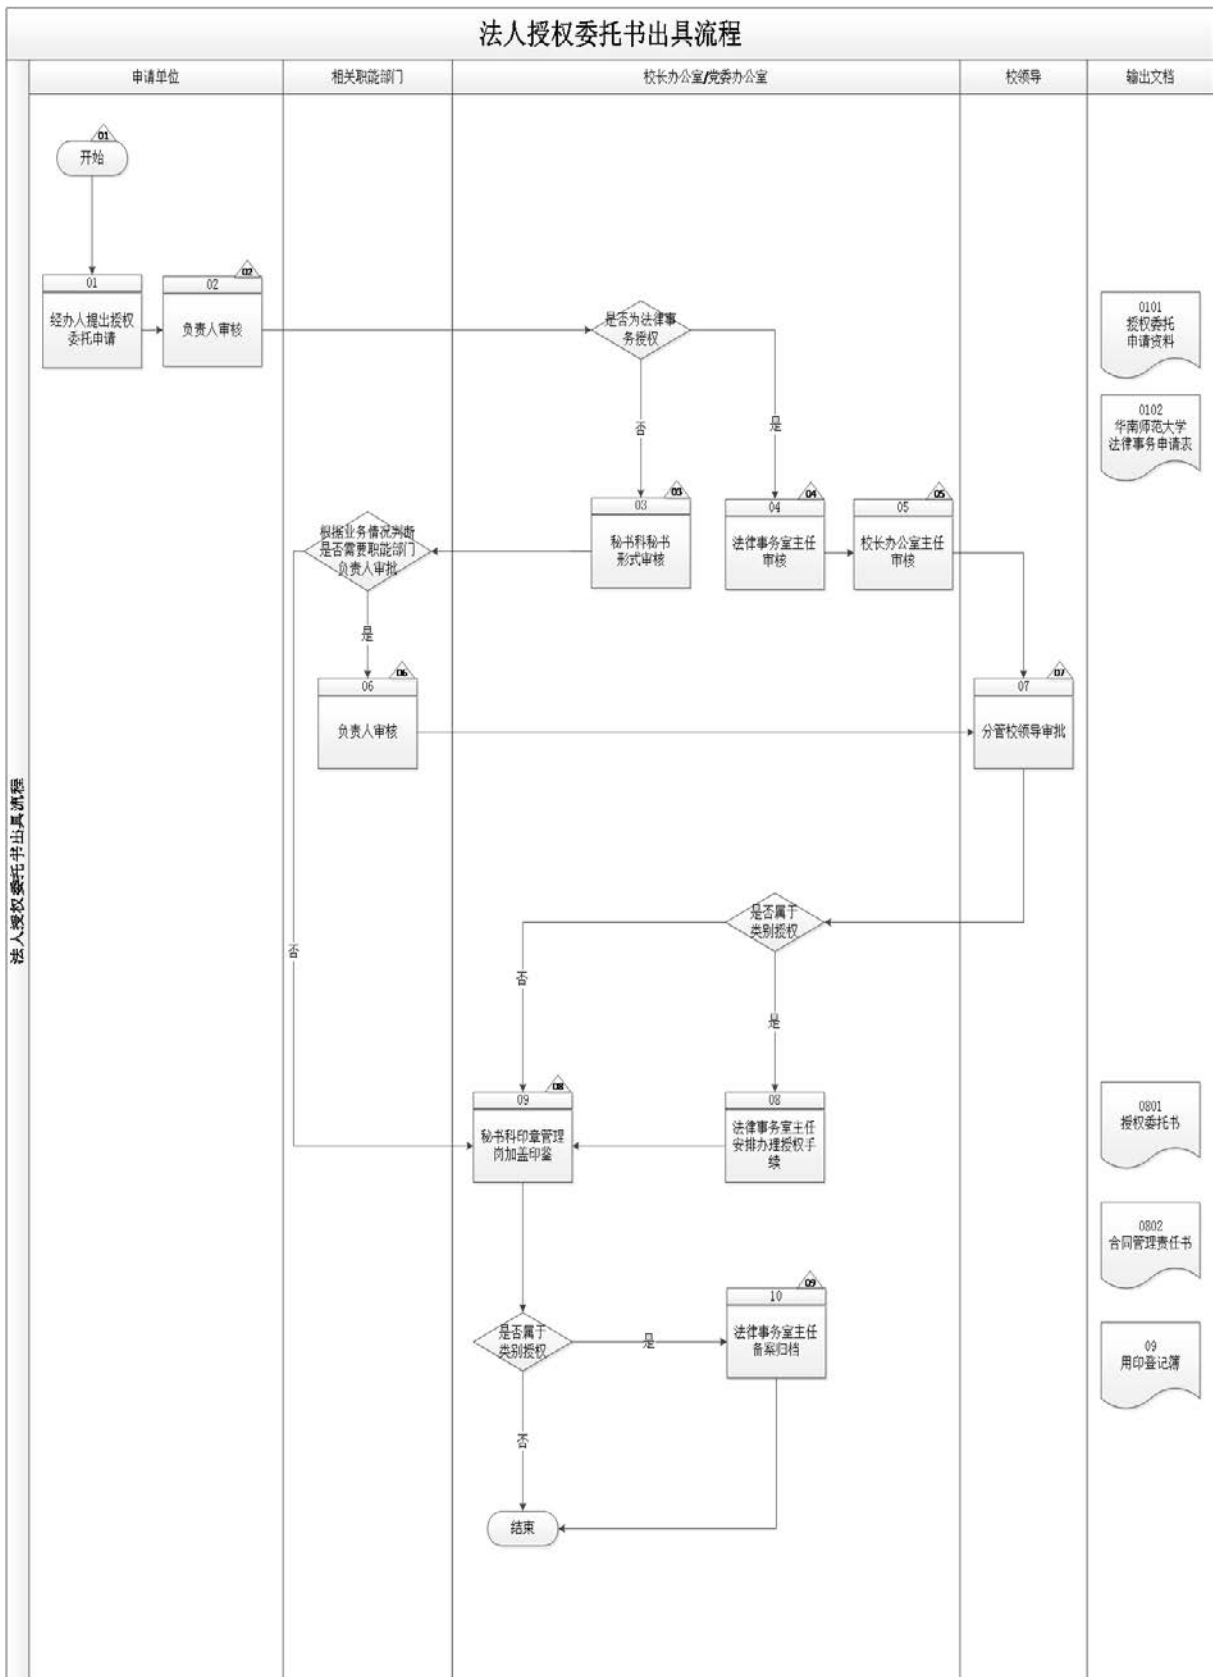 法人授权委托书出具流程
申请单位
相关职能部门
校长办公室/党委办公室
校领导
输出文档
法人授权委托书出具流程
01
开始
01
经办人提出授权
委托申请
02
02
负责人审核
是否为法律事
务授权
否
是
0101
授权委托
申请资料
0102
华南师范大学
法律事务申请表
根据业务情况判断
是否需要职能部门
负责人审批
03
03
秘书科秘书
形式审核
04
04
法律事务室主任
审核
05
05
校长办公室主任
审核
是
06
06
负责人审核
07
07
分管校领导审批
是否属于
类别授权
否
否
是
08
09
秘书科印章管理
岗加盖印鉴
08
法律事务室主任
安排办理授权手
续
0801
授权委托书
0802
合同管理责任书
是否属于
类别授权
是
09
10
法律事务室主任
备案归档
09
用印登记簿
否
结束